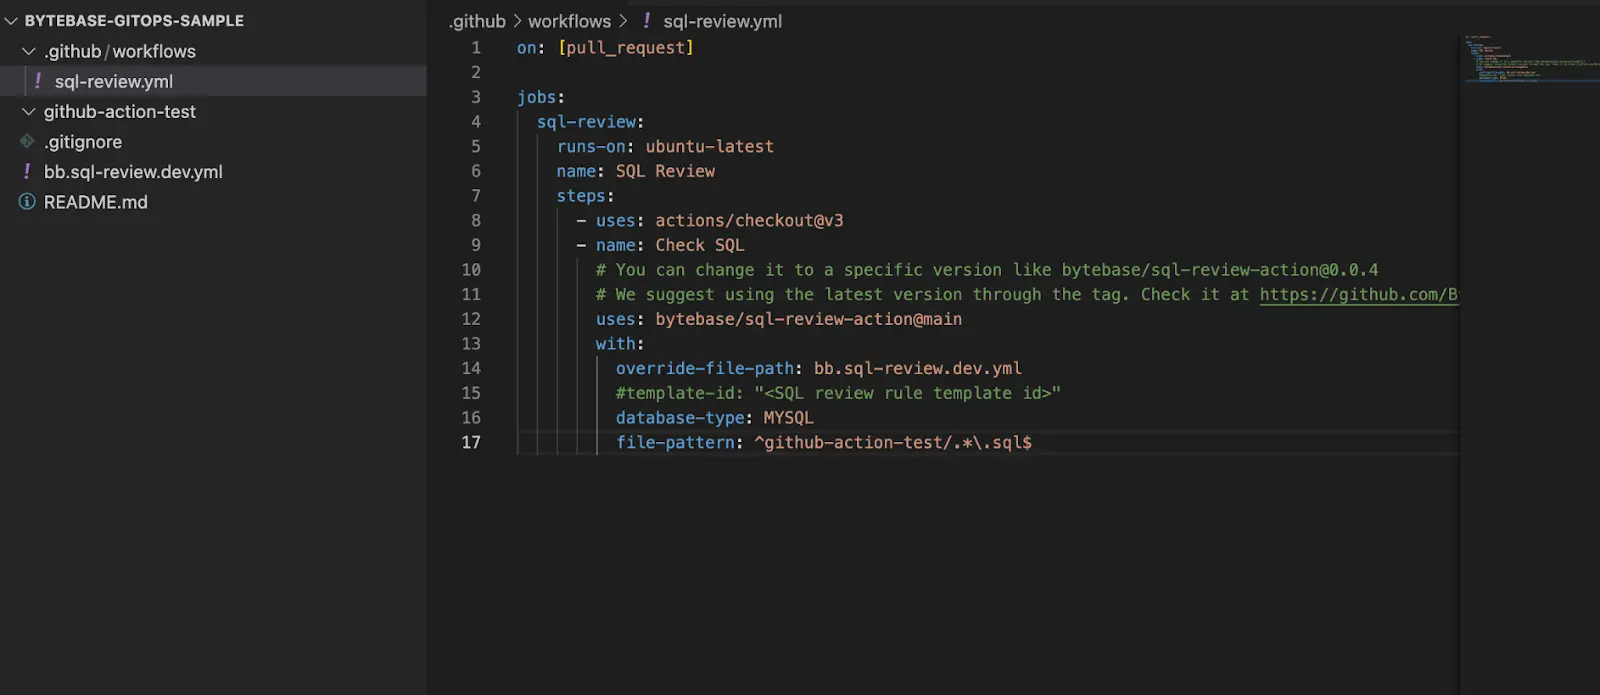 BYTEBASE-GITOPS-SAMPLE
.github/workflows
! sql-review.yml
github-action-test
.gitignore
! bb.sql-review.dev.yml
README.md
.github > workflows > ! sql-review.yml
1 on: [pull_request]
2
3 jobs:
4 sql-review:
5 runs-on: ubuntu-latest
6 name: SQL Review
7 steps:
8 - uses: actions/checkout@v3
9 - name: Check SQL
10 # You can change it to a specific version like bytebase/sql-review-action@0.0.4
11 # We suggest using the latest version through the tag. Check it at https://github.com/B
12 uses: bytebase/sql-review-action@main
13 with:
14 override-file-path: bb.sql-review.dev.yml
15 #template-id: "<SQL review rule template id>"
16 database-type: MYSQL
17 file-pattern: ^github-action-test/.*\.sql$